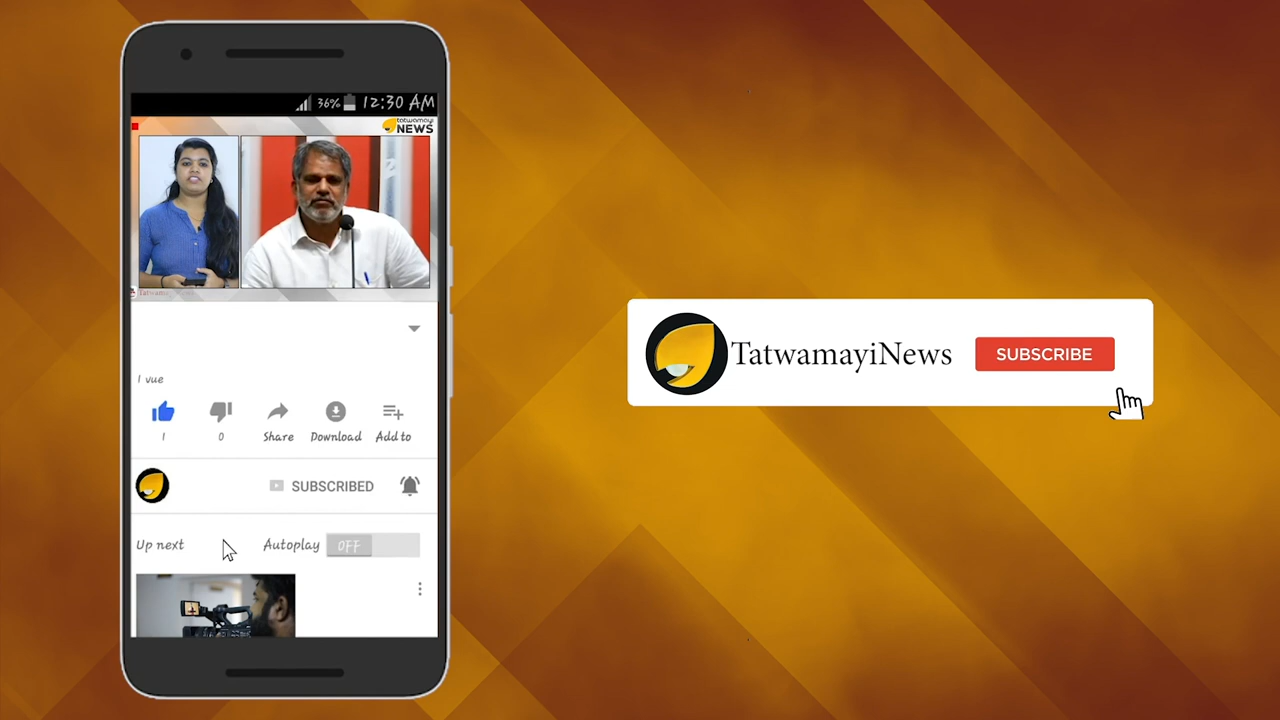 36% 12:30 AM
tatwamayi
NEWS
1 vue
1
0
Share
Download
Add to
SUBSCRIBED
Up next
Autoplay
OFF
TatwamayiNews
SUBSCRIBE